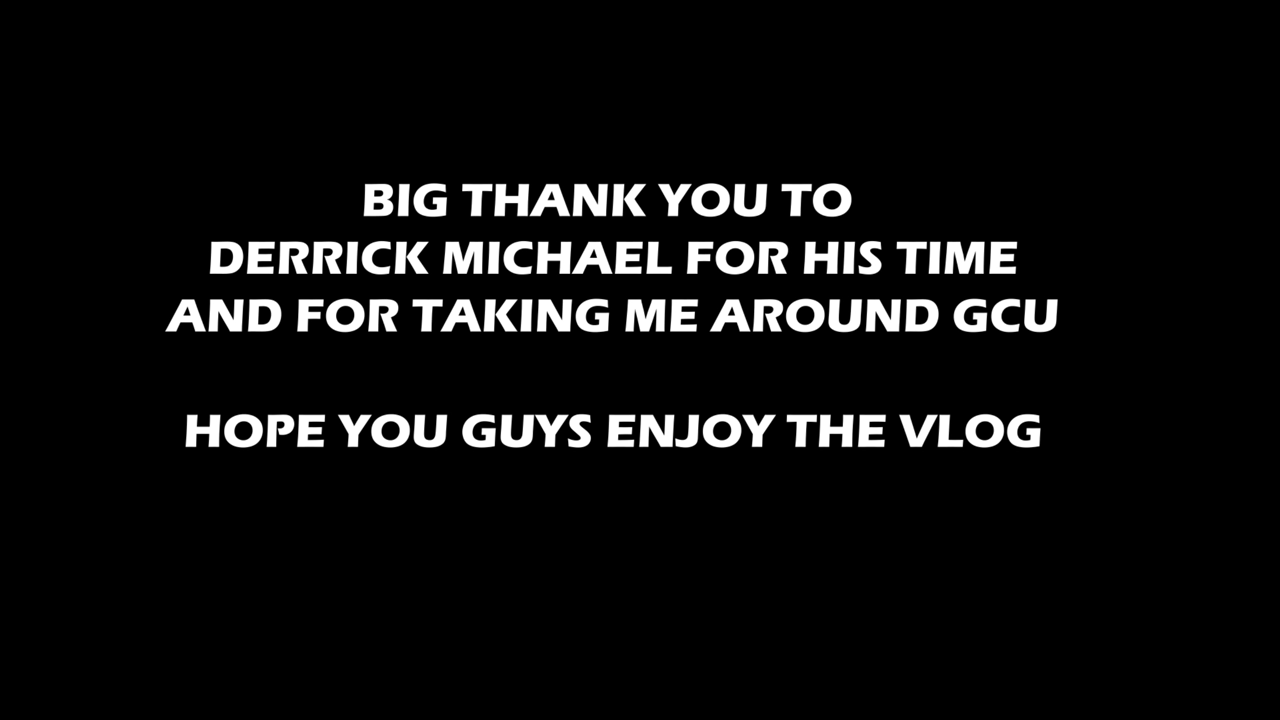 BIG THANK YOU TO
DERRICK MICHAEL FOR HIS TIME
AND FOR TAKING ME AROUND GCU
HOPE YOU GUYS ENJOY THE VLOG